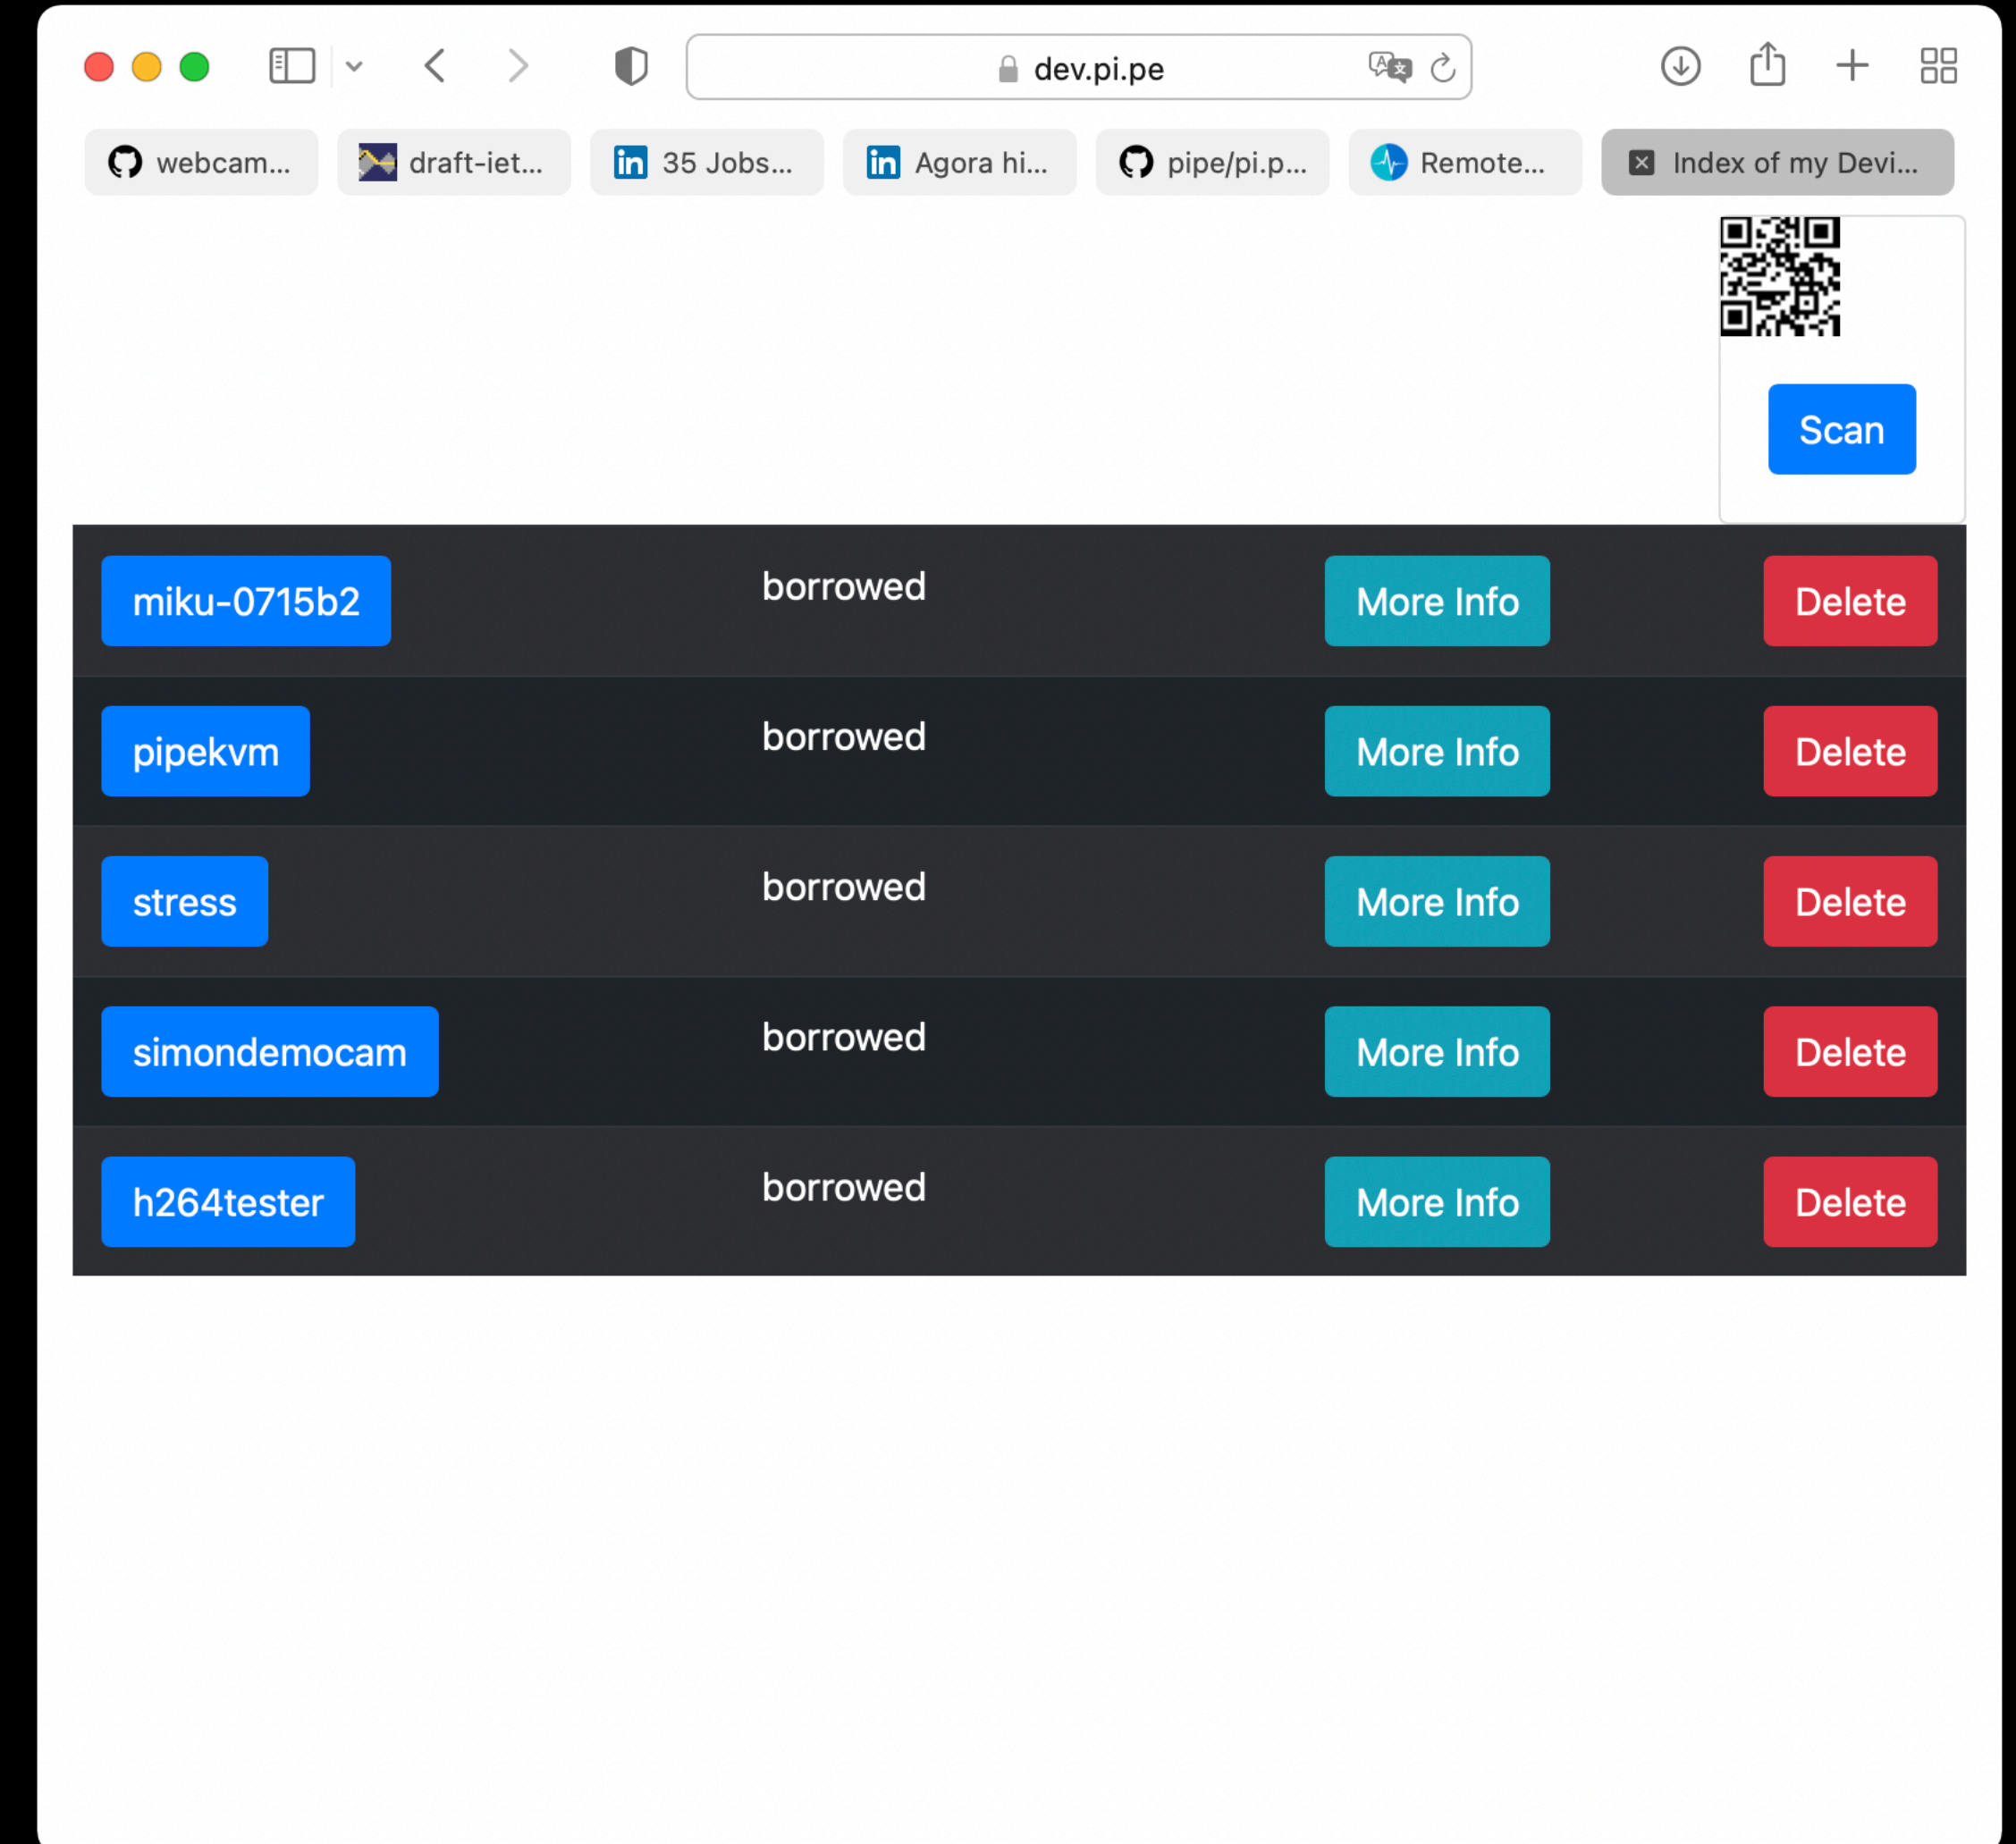 dev.pi.pe
webcam... draft-iet... 35 Jobs... Agora hi... pipe/pi.p... Remote... Index of my Devi...
Scan
miku-0715b2 borrowed More Info Delete
pipekvm borrowed More Info Delete
stress borrowed More Info Delete
simondemocam borrowed More Info Delete
h264tester borrowed More Info Delete